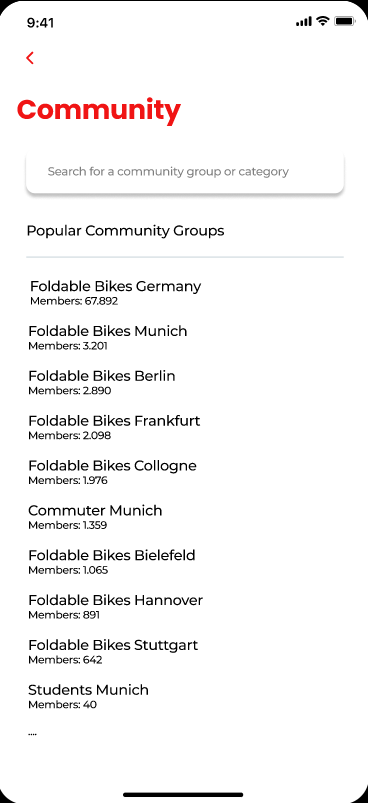 9:41
Community
Search for a community group or category
Popular Community Groups
Foldable Bikes Germany
Members: 67.892
Foldable Bikes Munich
Members: 3.201
Foldable Bikes Berlin
Members: 2.890
Foldable Bikes Frankfurt
Members: 2.098
Foldable Bikes Collogne
Members: 1.976
Commuter Munich
Members: 1.359
Foldable Bikes Bielefeld
Members: 1.065
Foldable Bikes Hannover
Members: 891
Foldable Bikes Stuttgart
Members: 642
Students Munich
Members: 40
....